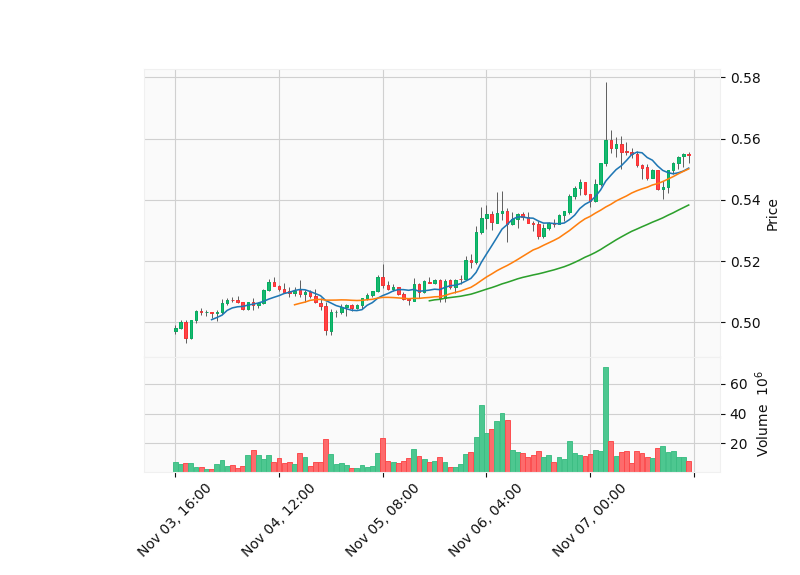 0.58
0.56
0.54
0.52
0.50
Price
60
40
20
Volume 10^6
Nov 03, 16:00
Nov 04, 12:00
Nov 05, 08:00
Nov 06, 04:00
Nov 07, 00:00